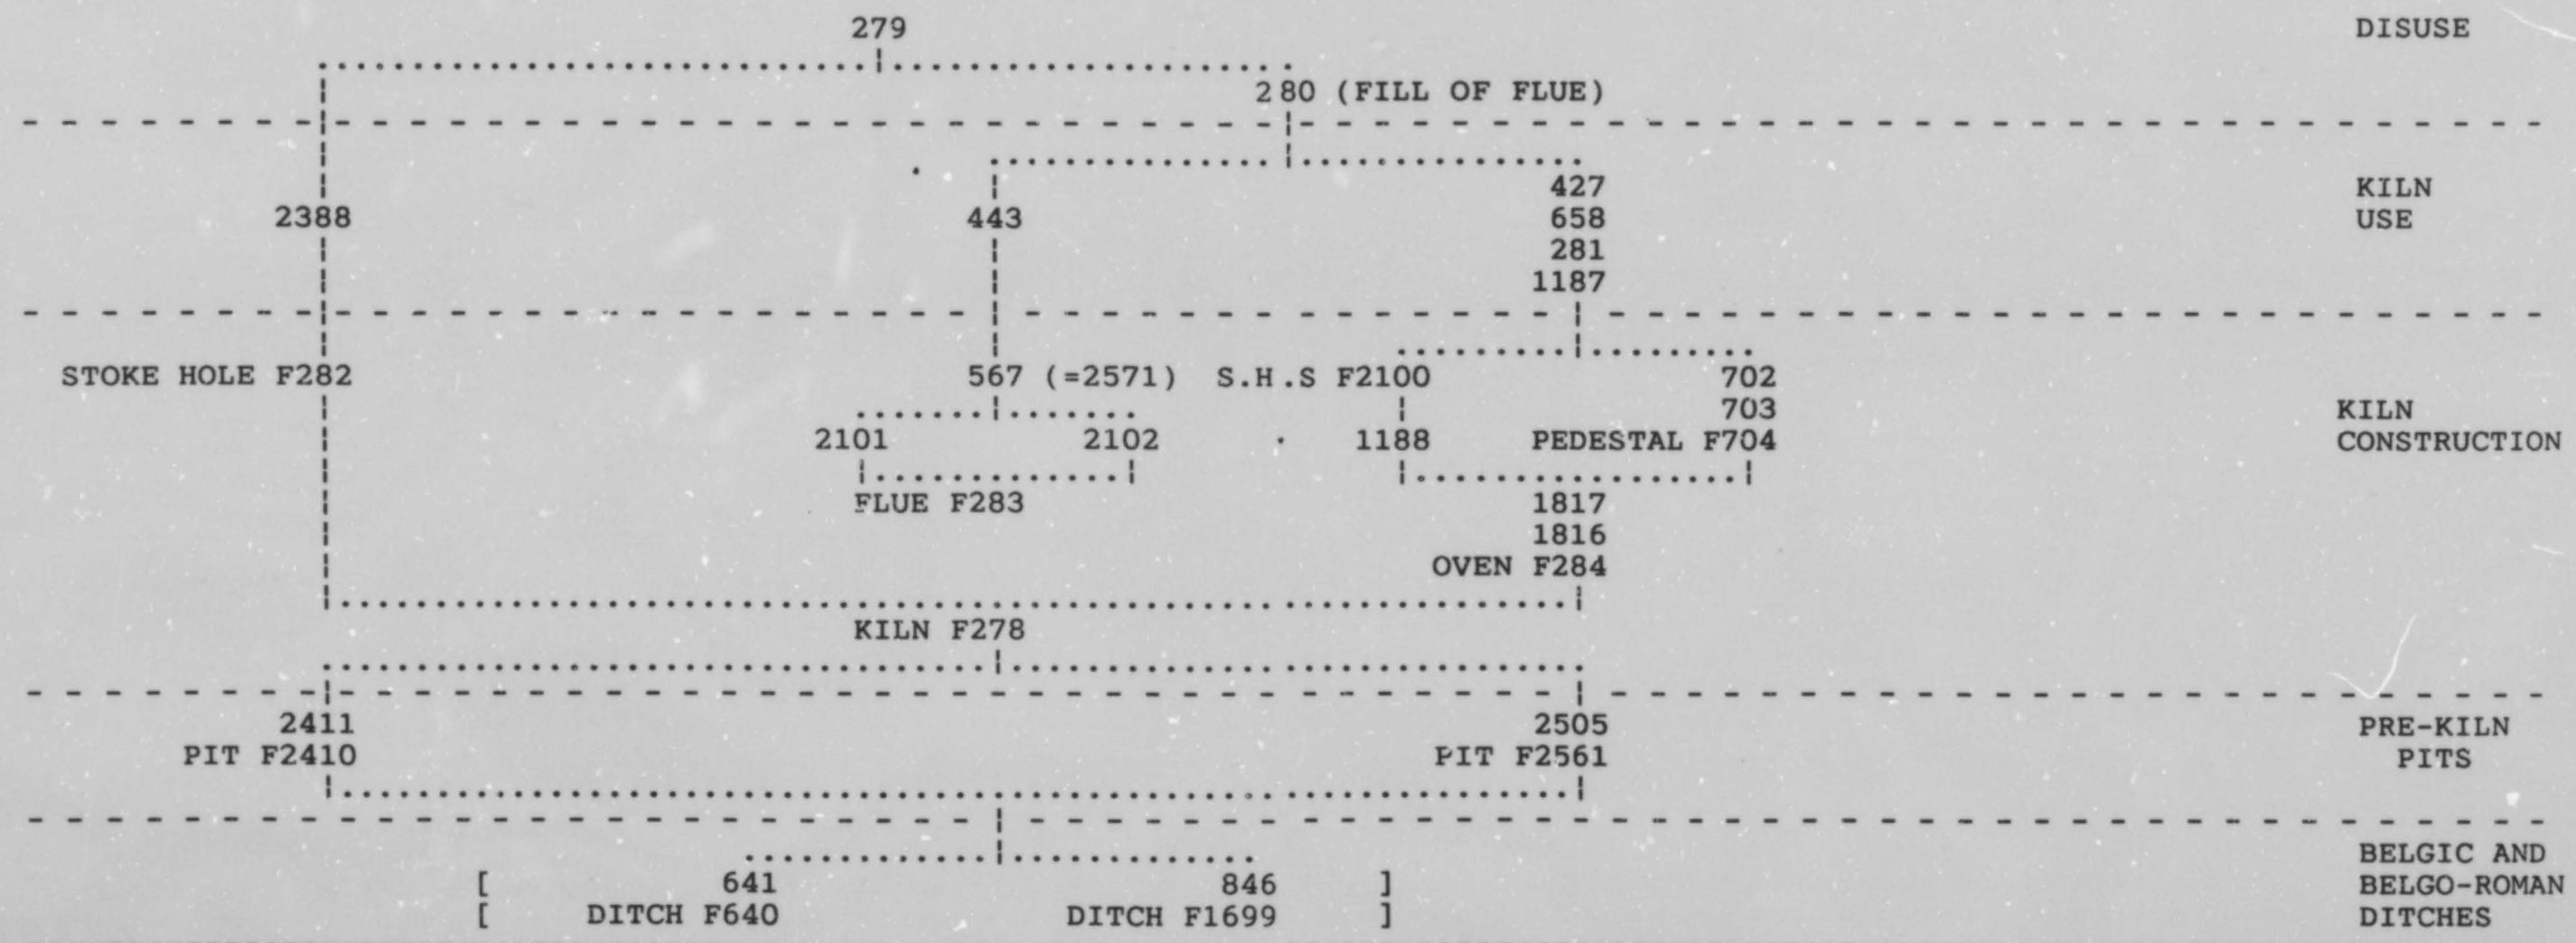 279 DISUSE
280 (FILL OF FLUE)
427 KILN
2388 443 658 USE
281
1187
STOKE HOLE F282 567 (=2571) S.H.S F2100 702
703 KILN
2101 2102 1188 PEDESTAL F704 CONSTRUCTION
FLUE F283 1817
1816
OVEN F284
KILN F278
2411 2505 PRE-KILN
PIT F2410 PIT F2561 PITS
BELGIC AND
[ 641 846 ] BELGO-ROMAN
[ DITCH F640 DITCH F1699 ] DITCHES